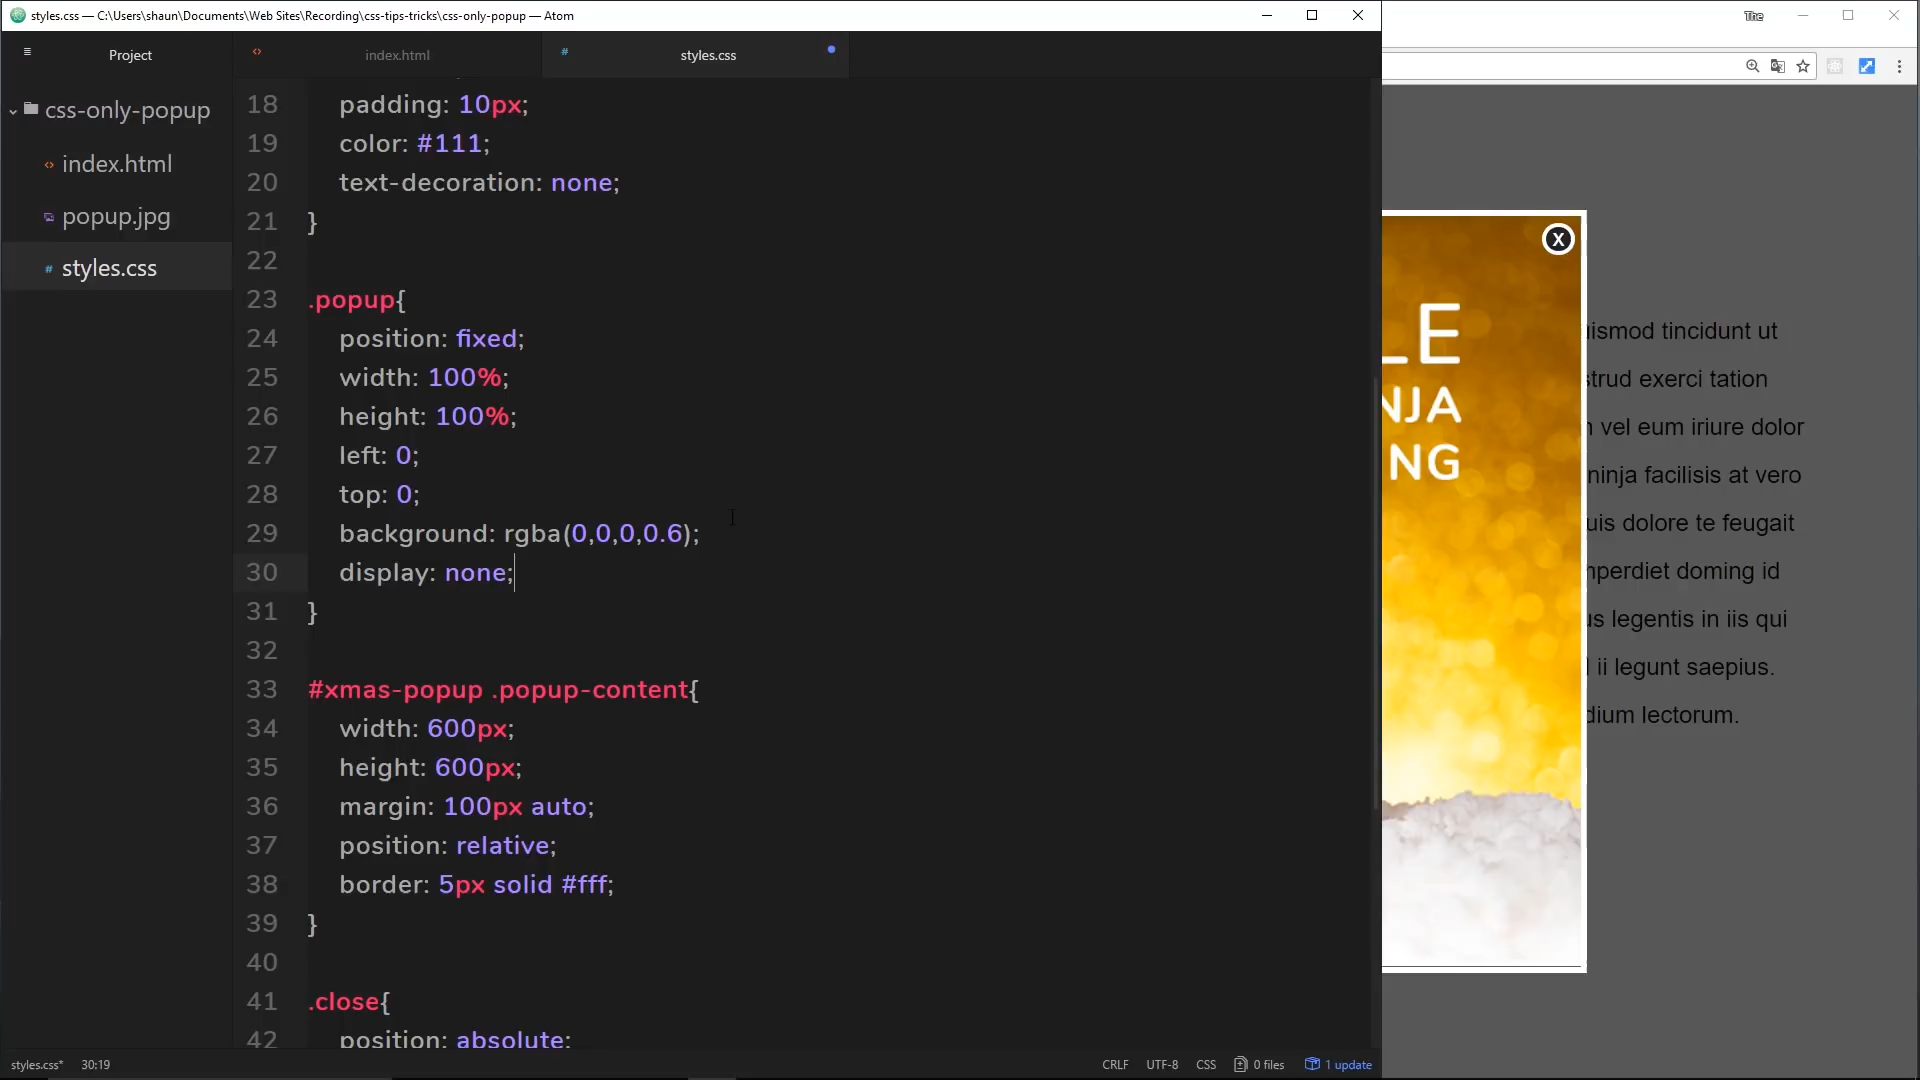 styles.css — C:\Users\shaun\Documents\Web Sites\Recording\css-tips-tricks\css-only-popup — Atom
The
Project
index.html
styles.css
css-only-popup
index.html
popup.jpg
styles.css
18 padding: 10px;
19 color: #111;
20 text-decoration: none;
21 }
22
23 .popup{
24 position: fixed;
25 width: 100%;
26 height: 100%;
27 left: 0;
28 top: 0;
29 background: rgba(0,0,0,0.6);
30 display: none;
31 }
32
33 #xmas-popup .popup-content{
34 width: 600px;
35 height: 600px;
36 margin: 100px auto;
37 position: relative;
38 border: 5px solid #fff;
39 }
40
41 .close{
42 position: absolute;
X
LE
NJA
NG
uismod tincidunt ut
strud exerci tation
vel eum iriure dolor
ninja facilisis at vero
uis dolore te feugait
mperdiet doming id
us legentis in iis qui
ii legunt saepius.
dium lectorum.
styles.css* 30:19
CRLF UTF-8 CSS 0 files 1 update